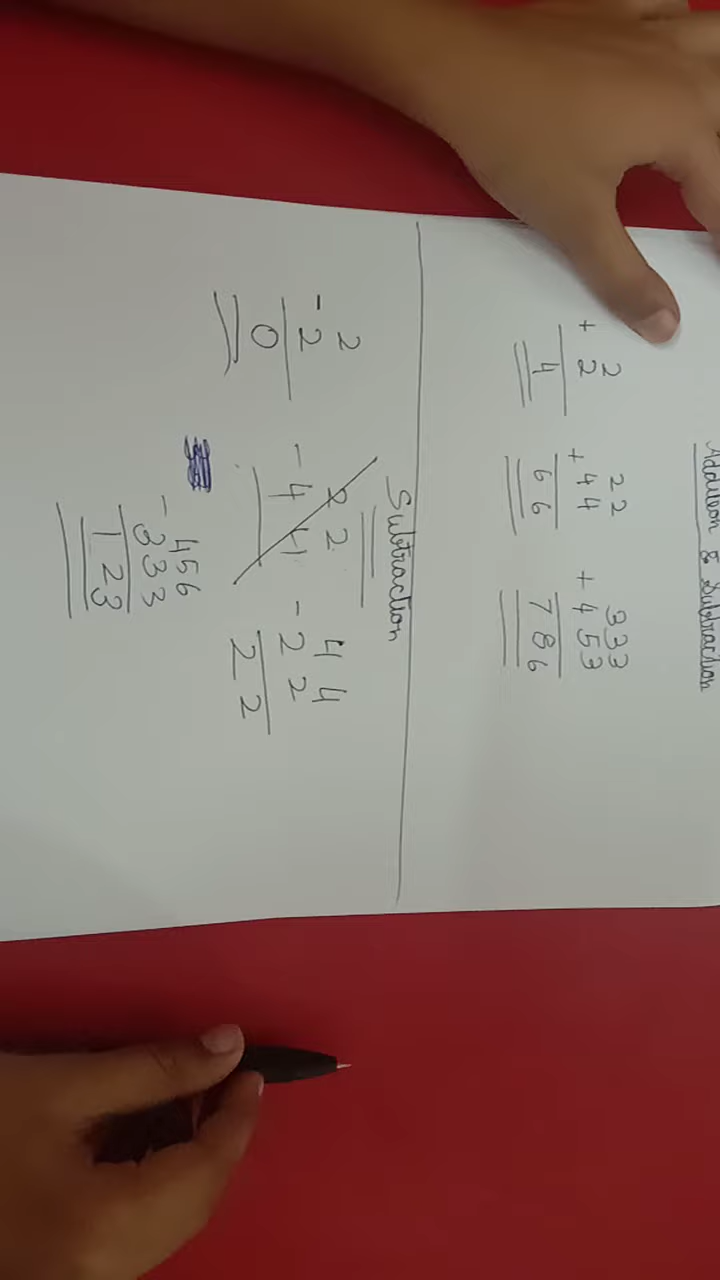 Addition & Subtraction
2 22 333
+ 2 + 44 + 453
4 66 786
Subtraction
2 22 44
- 2 - 44 - 22
0 22
456
- 333
123